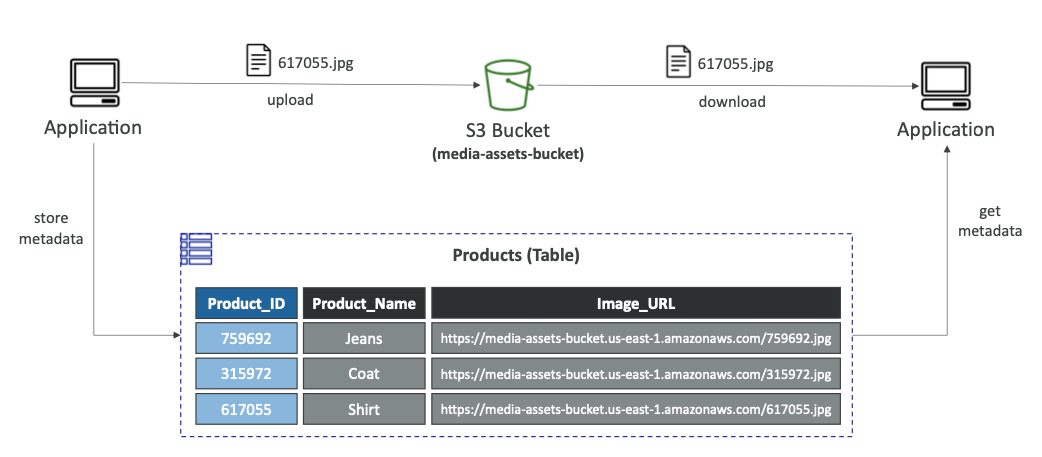 617055.jpg
upload
617055.jpg
download
Application
S3 Bucket
(media-assets-bucket)
Application
store
metadata
get
metadata
Products (Table)
Product_ID Product_Name Image_URL
759692 Jeans https://media-assets-bucket.us-east-1.amazonaws.com/759692.jpg
315972 Coat https://media-assets-bucket.us-east-1.amazonaws.com/315972.jpg
617055 Shirt https://media-assets-bucket.us-east-1.amazonaws.com/617055.jpg